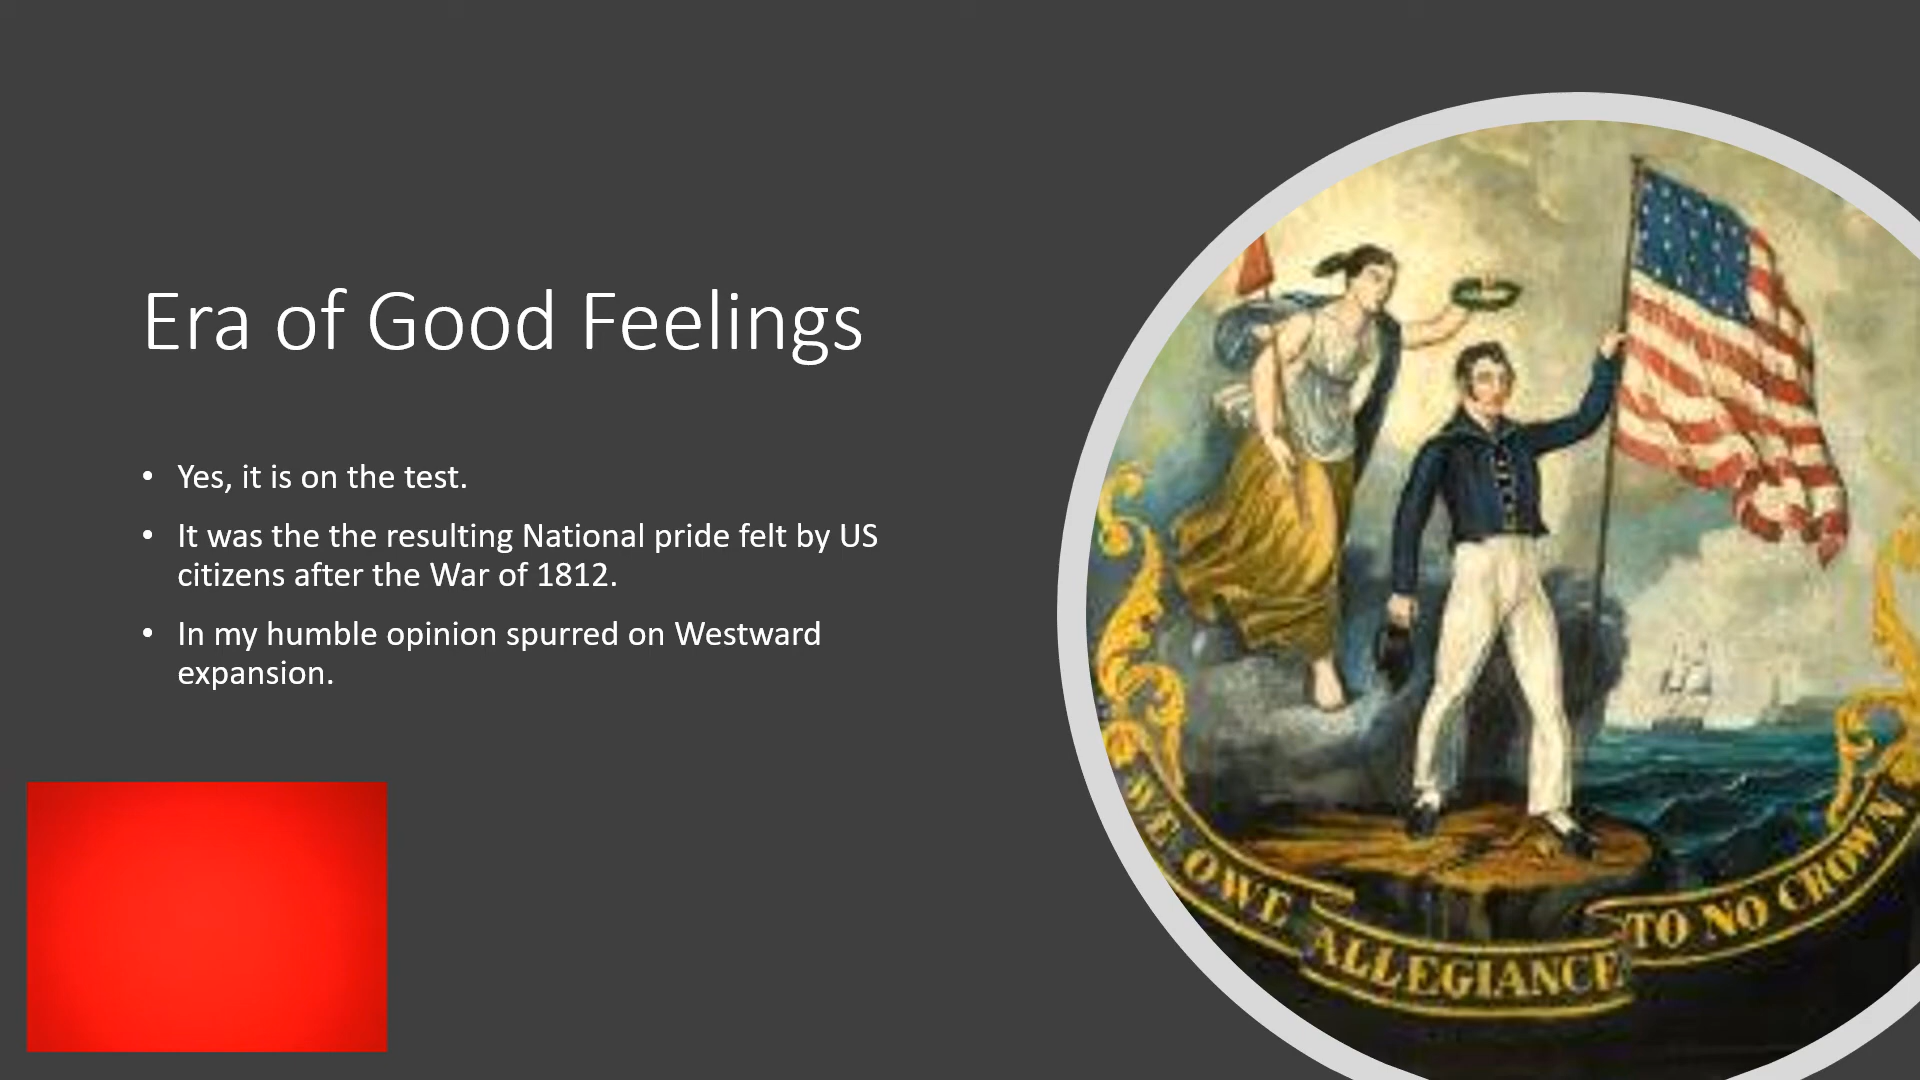 Era of Good Feelings
• Yes, it is on the test.
• It was the the resulting National pride felt by US
citizens after the War of 1812.
• In my humble opinion spurred on Westward
expansion.
WE OWE ALLEGIANCE TO NO CROWN